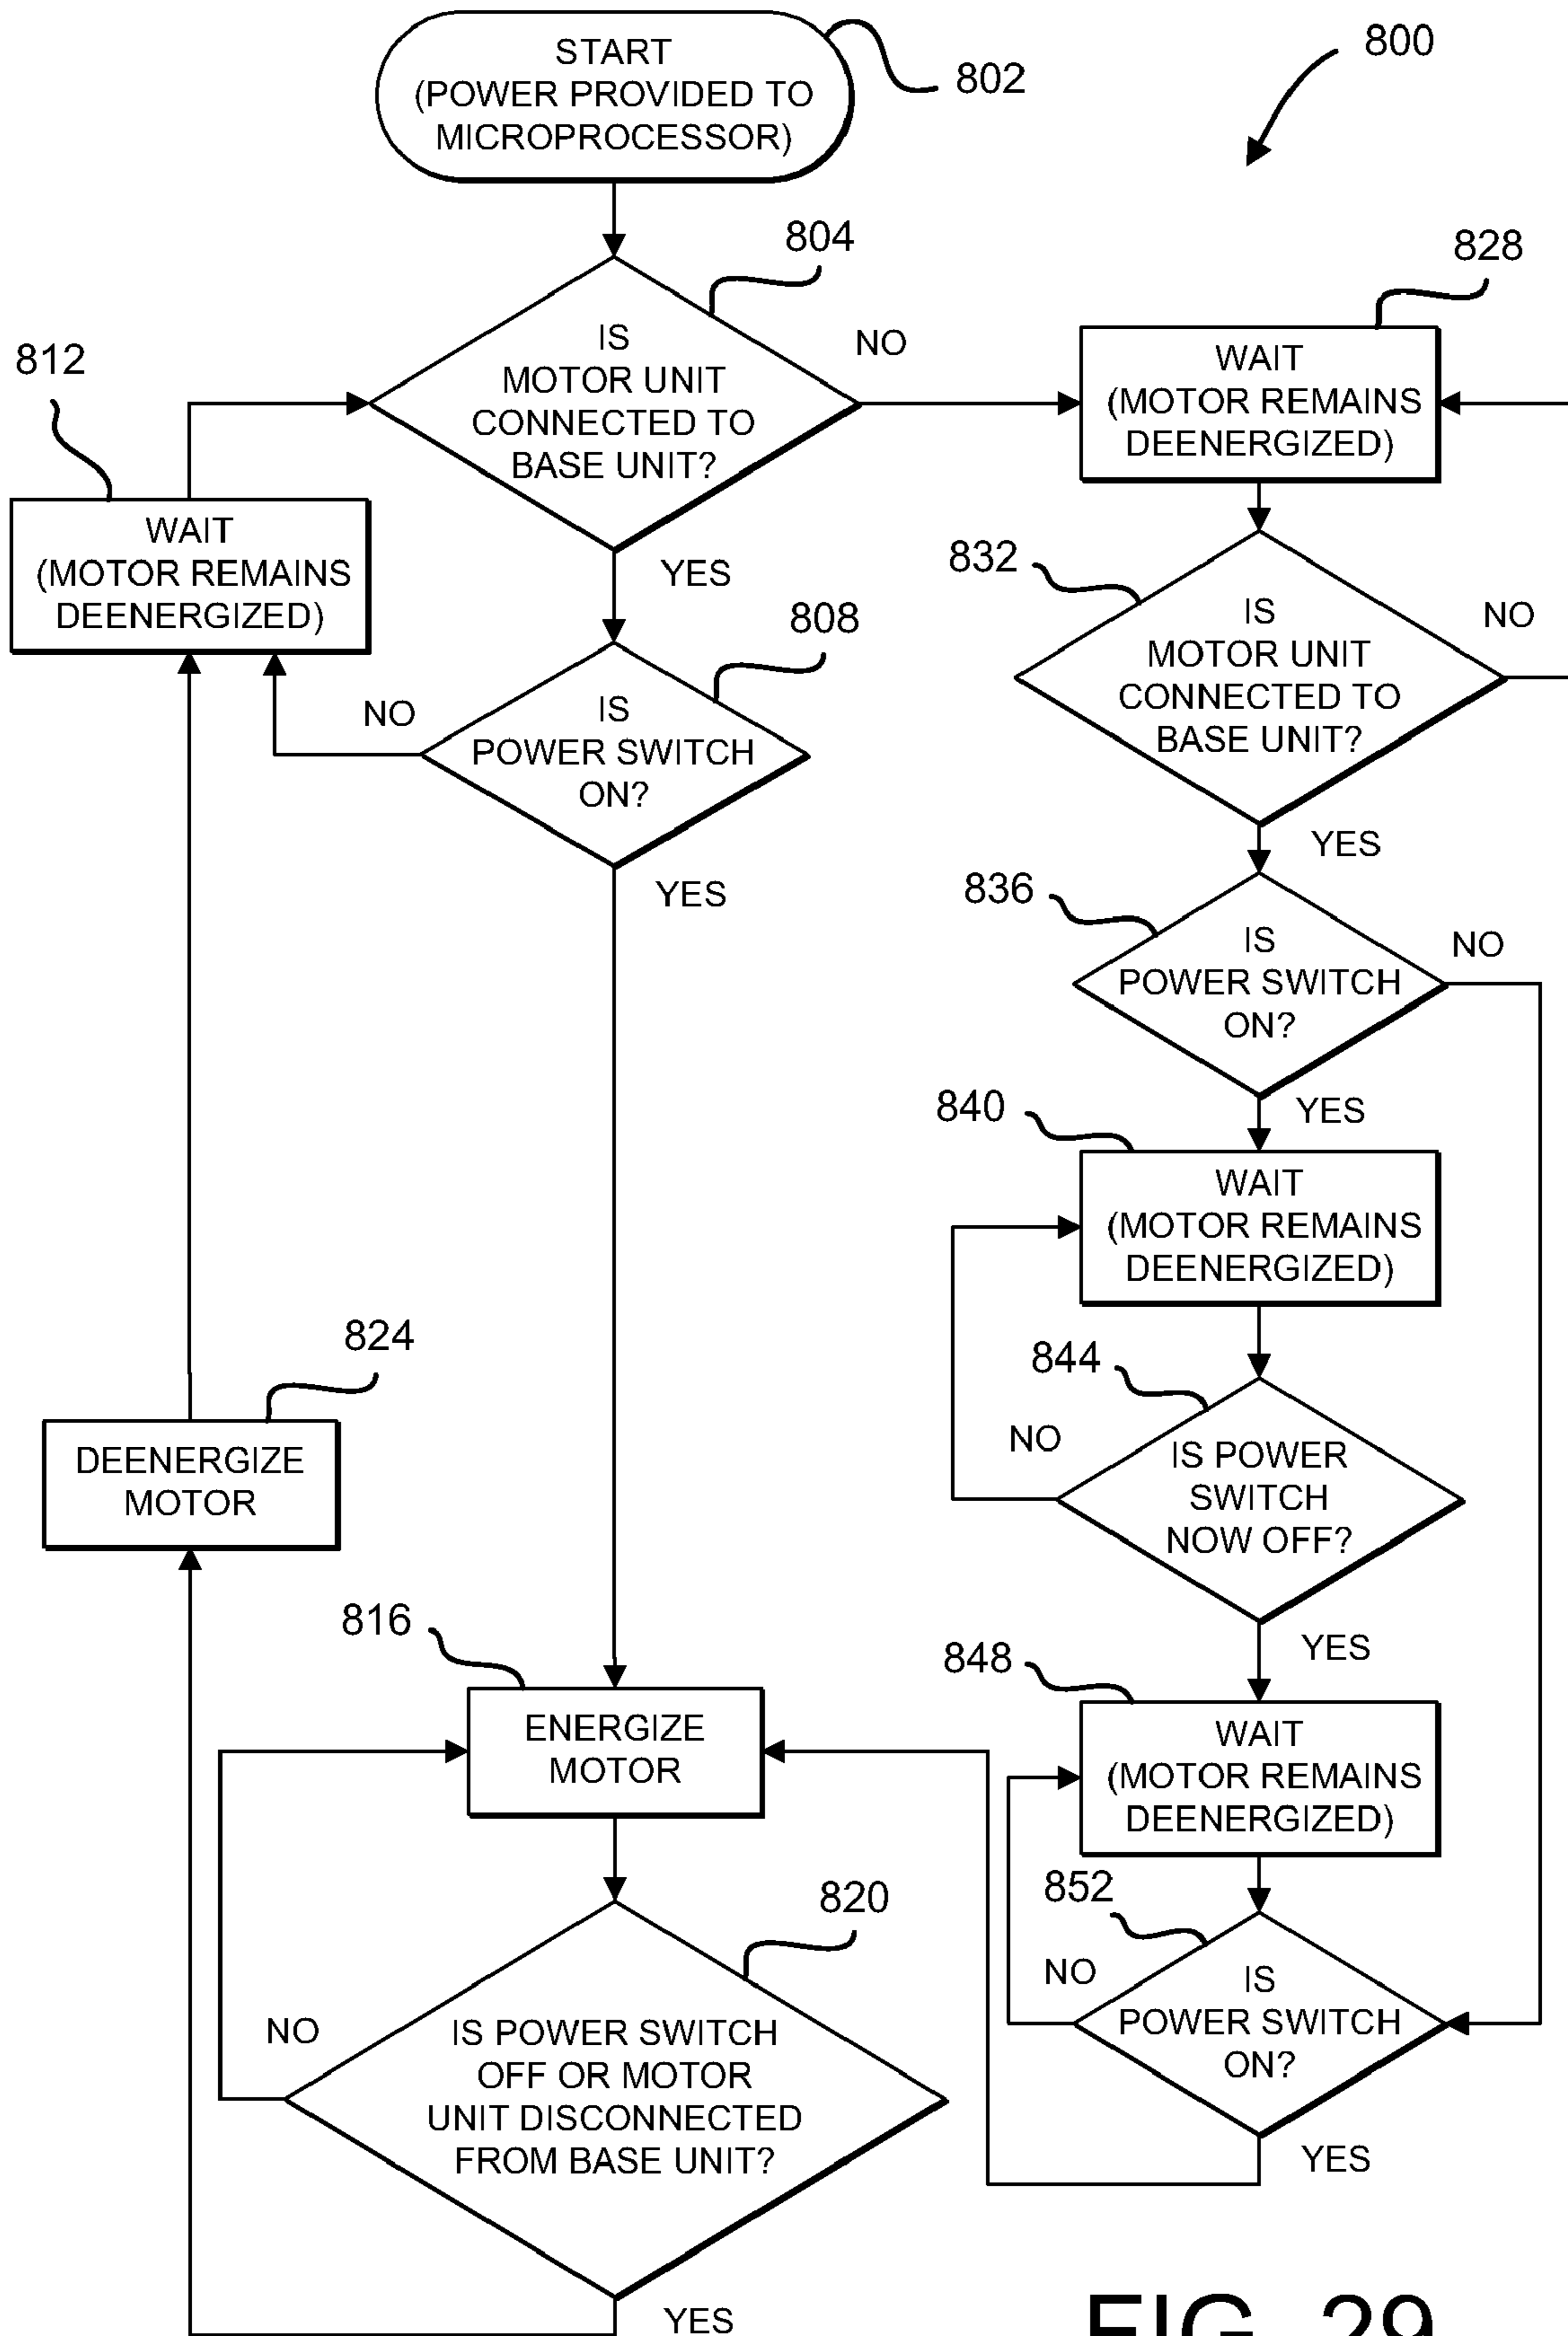 START
(POWER PROVIDED TO
MICROPROCESSOR)
802
800
804
IS
MOTOR UNIT
CONNECTED TO
BASE UNIT?
NO
YES
828
WAIT
(MOTOR REMAINS
DEENERGIZED)
812
WAIT
(MOTOR REMAINS
DEENERGIZED)
808
IS
POWER SWITCH
ON?
NO
YES
832
IS
MOTOR UNIT
CONNECTED TO
BASE UNIT?
NO
YES
836
IS
POWER SWITCH
ON?
NO
YES
840
WAIT
(MOTOR REMAINS
DEENERGIZED)
844
IS POWER
SWITCH
NOW OFF?
NO
YES
824
DEENERGIZE
MOTOR
816
ENERGIZE
MOTOR
848
WAIT
(MOTOR REMAINS
DEENERGIZED)
852
IS
POWER SWITCH
ON?
NO
YES
820
IS POWER SWITCH
OFF OR MOTOR
UNIT DISCONNECTED
FROM BASE UNIT?
NO
YES
FIG. 29